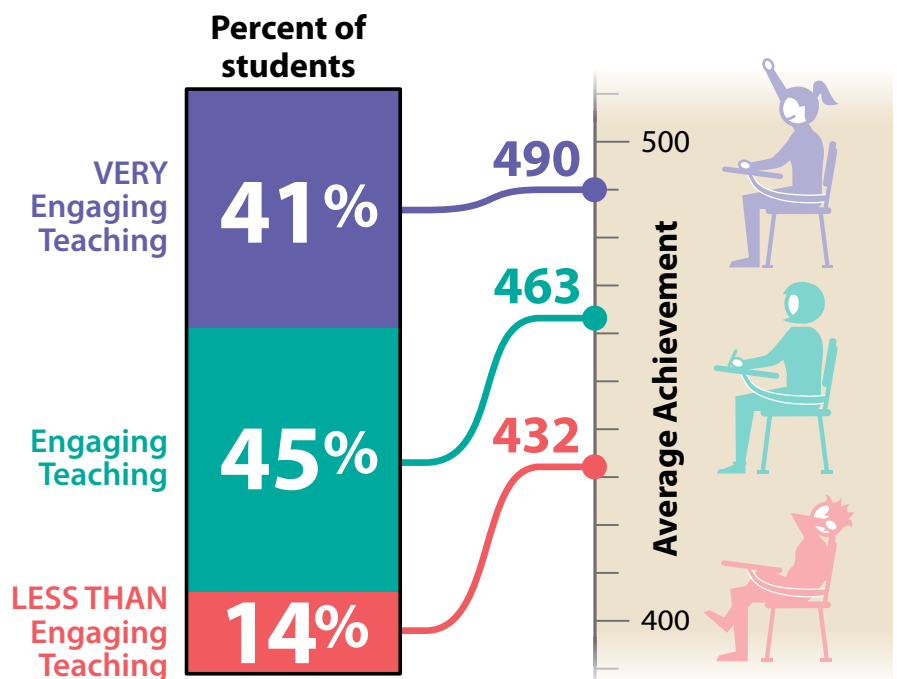 Percent of
students
VERY
Engaging
Teaching
41%
490
500
Engaging
Teaching
45%
463
Average Achievement
LESS THAN
Engaging
Teaching
14%
432
400